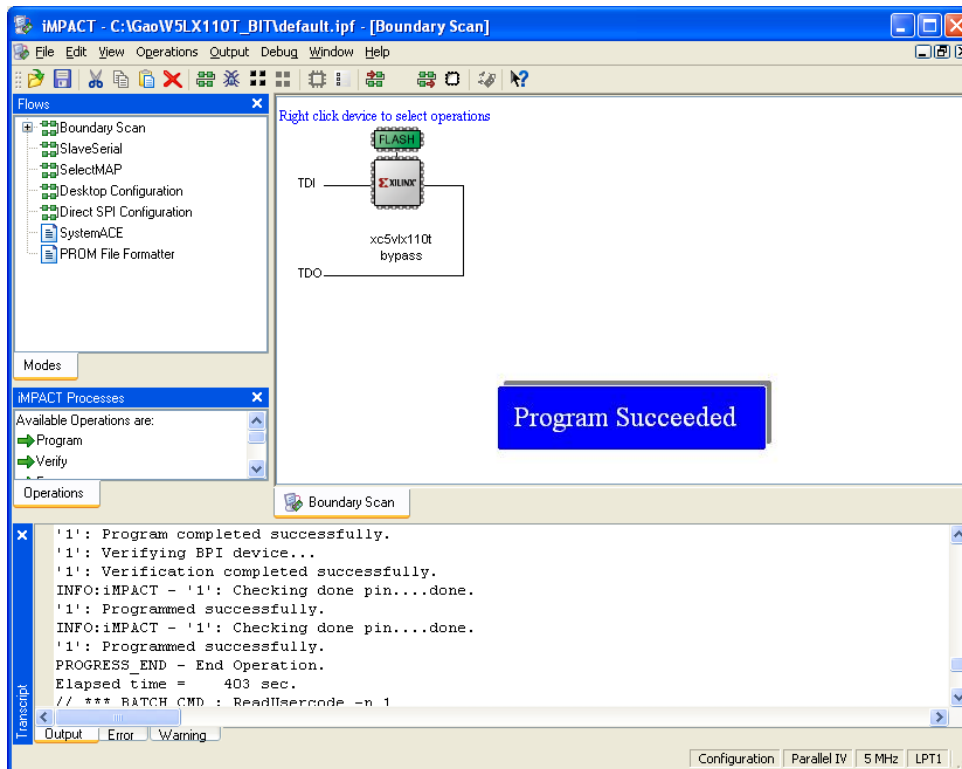 iMPACT - C:\Gao\V5LX110T_BIT\default.ipf - [Boundary Scan]
File Edit View Operations Output Debug Window Help
Flows
Boundary Scan
SlaveSerial
SelectMAP
Desktop Configuration
Direct SPI Configuration
SystemACE
PROM File Formatter
Modes
iMPACT Processes
Available Operations are:
Program
Verify
Operations
Right click device to select operations
FLASH
TDI
XILINX
xc5vlx110t
bypass
TDO
Program Succeeded
Boundary Scan
'1': Program completed successfully.
'1': Verifying BPI device...
'1': Verification completed successfully.
INFO:iMPACT - '1': Checking done pin....done.
'1': Programmed successfully.
INFO:iMPACT - '1': Checking done pin....done.
'1': Programmed successfully.
PROGRESS_END - End Operation.
Elapsed time =    403 sec.
// *** BATCH CMD : ReadUsercode -p 1
Transcript
Output Error Warning
Configuration Parallel IV 5 MHz LPT1